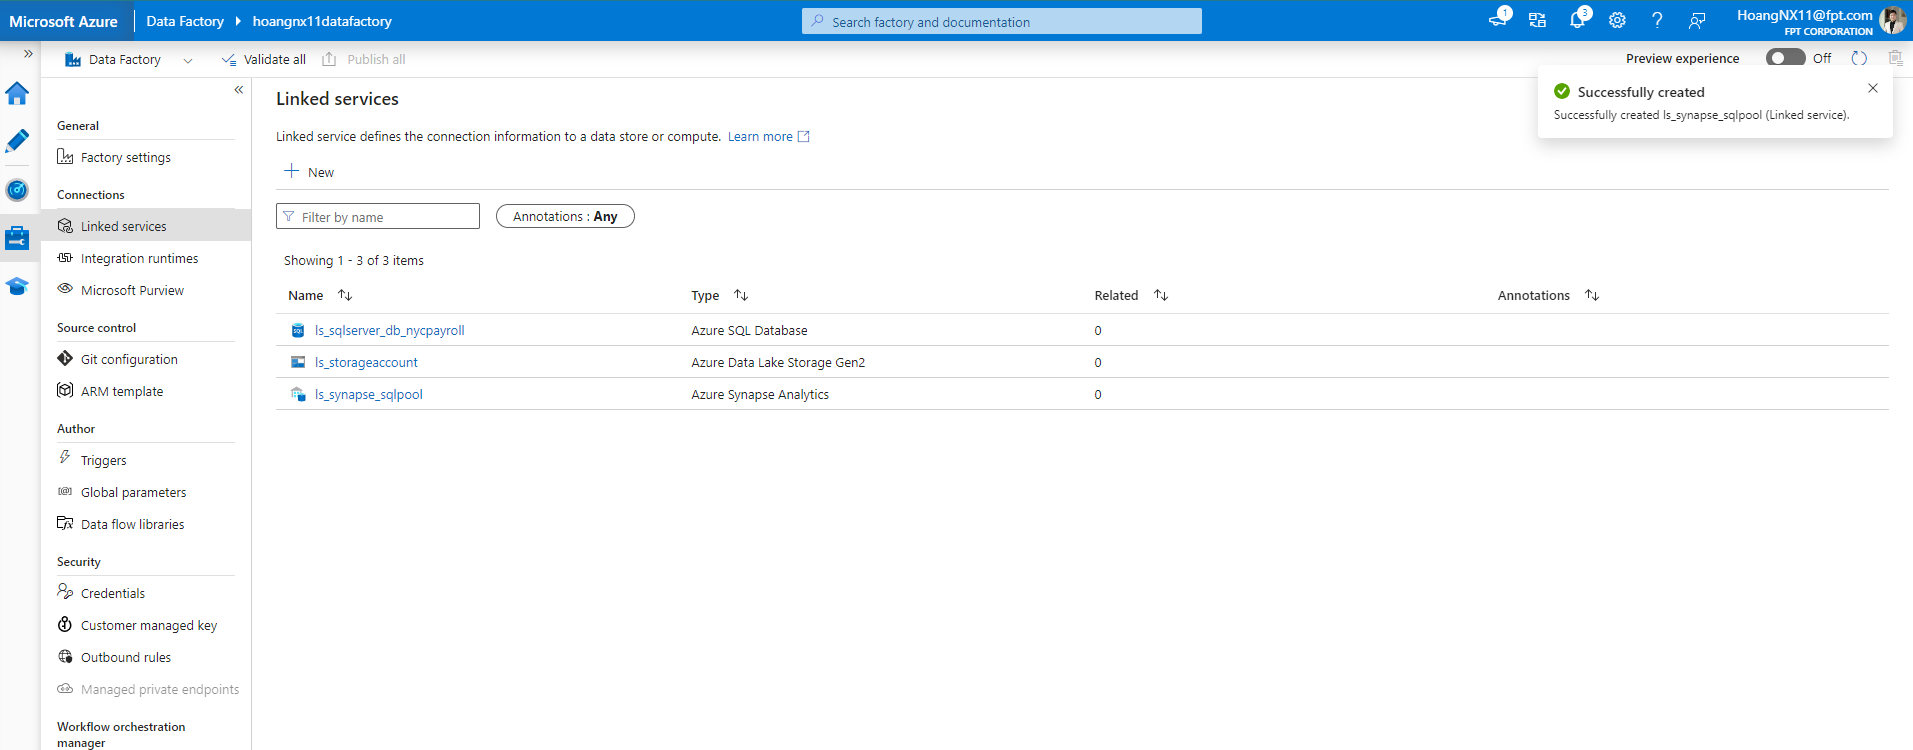 Microsoft Azure
Data Factory
hoangnx11datafactory
Search factory and documentation
1
3
HoangNX11@fpt.com
FPT CORPORATION
Data Factory
Validate all
Publish all
Preview experience
Off
Successfully created
Successfully created ls_synapse_sqlpool (Linked service).
General
Factory settings
Connections
Linked services
Integration runtimes
Microsoft Purview
Source control
Git configuration
ARM template
Author
Triggers
Global parameters
Data flow libraries
Security
Credentials
Customer managed key
Outbound rules
Managed private endpoints
Workflow orchestration
manager
Linked services
Linked service defines the connection information to a data store or compute. Learn more
New
Filter by name
Annotations : Any
Showing 1 - 3 of 3 items
Name Type Related Annotations
ls_sqlserver_db_nycpayroll Azure SQL Database 0
ls_storageaccount Azure Data Lake Storage Gen2 0
ls_synapse_sqlpool Azure Synapse Analytics 0